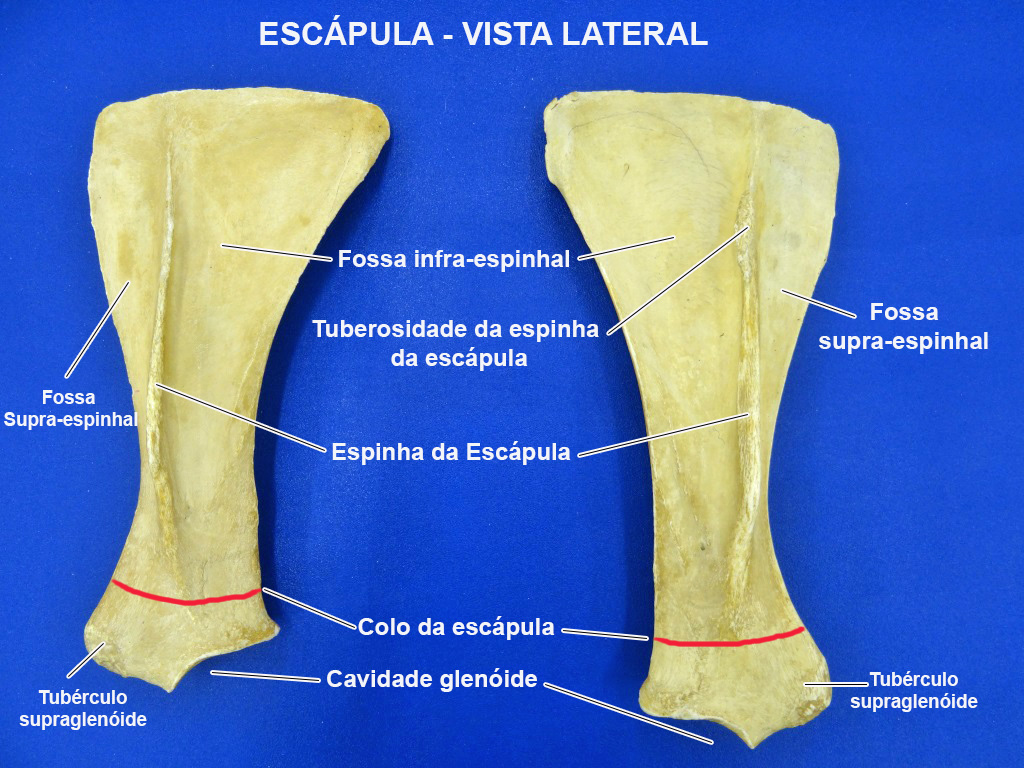 ESCÁPULA - VISTA LATERAL
Fossa infra-espinhal
Tuberosidade da espinha
da escápula
Fossa
supra-espinhal
Fossa
Supra-espinhal
Espinha da Escápula
Colo da escápula
Cavidade glenóide
Tubérculo
supraglenóide
Tubérculo
supraglenóide